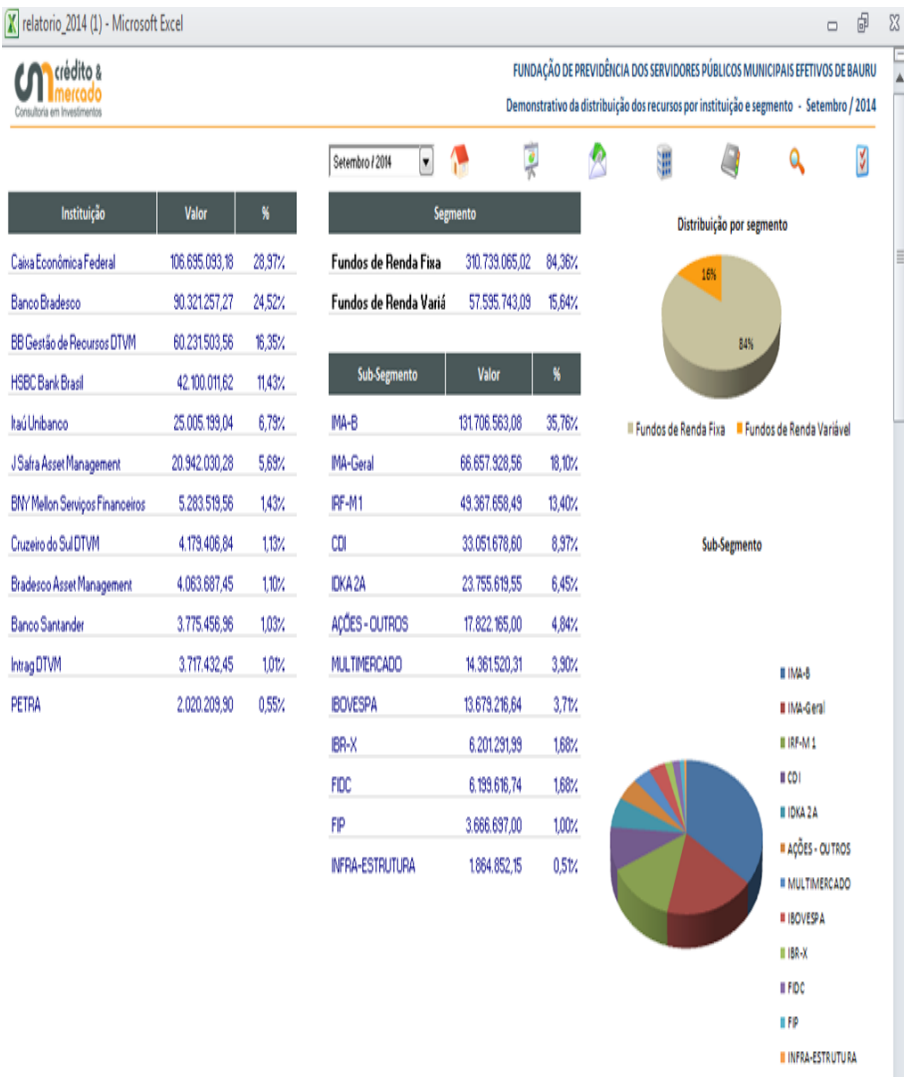 relatorio_2014 (1) - Microsoft Excel
crédito &
mercado
Consultoria em Investimentos
FUNDAÇÃO DE PREVIDÊNCIA DOS SERVIDORES PÚBLICOS MUNICIPAIS EFETIVOS DE BAURU
Demonstrativo da distribuição dos recursos por instituição e segmento - Setembro / 2014
Setembro / 2014
Instituição Valor %
Caixa Econômica Federal 106.695.093,18 28,97%
Banco Bradesco 90.321.257,27 24,52%
BB Gestão de Recursos DTVM 60.231.503,56 16,35%
HSBC Bank Brasil 42.100.011,62 11,43%
Itaú Unibanco 25.005.199,04 6,79%
J Safra Asset Management 20.942.030,28 5,69%
BNY Mellon Serviços Financeiros 5.283.519,56 1,43%
Cruzeiro do Sul DTVM 4.179.406,84 1,13%
Bradesco Asset Management 4.063.687,45 1,10%
Banco Santander 3.775.456,96 1,03%
Intrag DTVM 3.717.432,45 1,01%
PETRA 2.020.209,90 0,55%
Segmento
Fundos de Renda Fixa 310.739.065,02 84,36%
Fundos de Renda Variá 57.595.743,09 15,64%
Sub-Segmento Valor %
IMA-B 131.706.563,08 35,76%
IMA-Geral 66.657.928,56 18,10%
IRF-M 1 49.367.658,49 13,40%
CDI 33.051.678,60 8,97%
IDKA 2A 23.755.619,55 6,45%
AÇÕES - OUTROS 17.822.165,00 4,84%
MULTIMERCADO 14.361.520,31 3,90%
IBOVESPA 13.679.216,64 3,71%
IBR-X 6.201.291,99 1,68%
FIDC 6.199.616,74 1,68%
FIP 3.666.697,00 1,00%
INFRA-ESTRUTURA 1.864.852,15 0,51%
Distribuição por segmento
16%
84%
Fundos de Renda Fixa Fundos de Renda Variável
Sub-Segmento
IMA-B
IMA-Geral
IRF-M 1
CDI
IDKA 2A
AÇÕES - OUTROS
MULTIMERCADO
IBOVESPA
IBR-X
FIDC
FIP
INFRA-ESTRUTURA